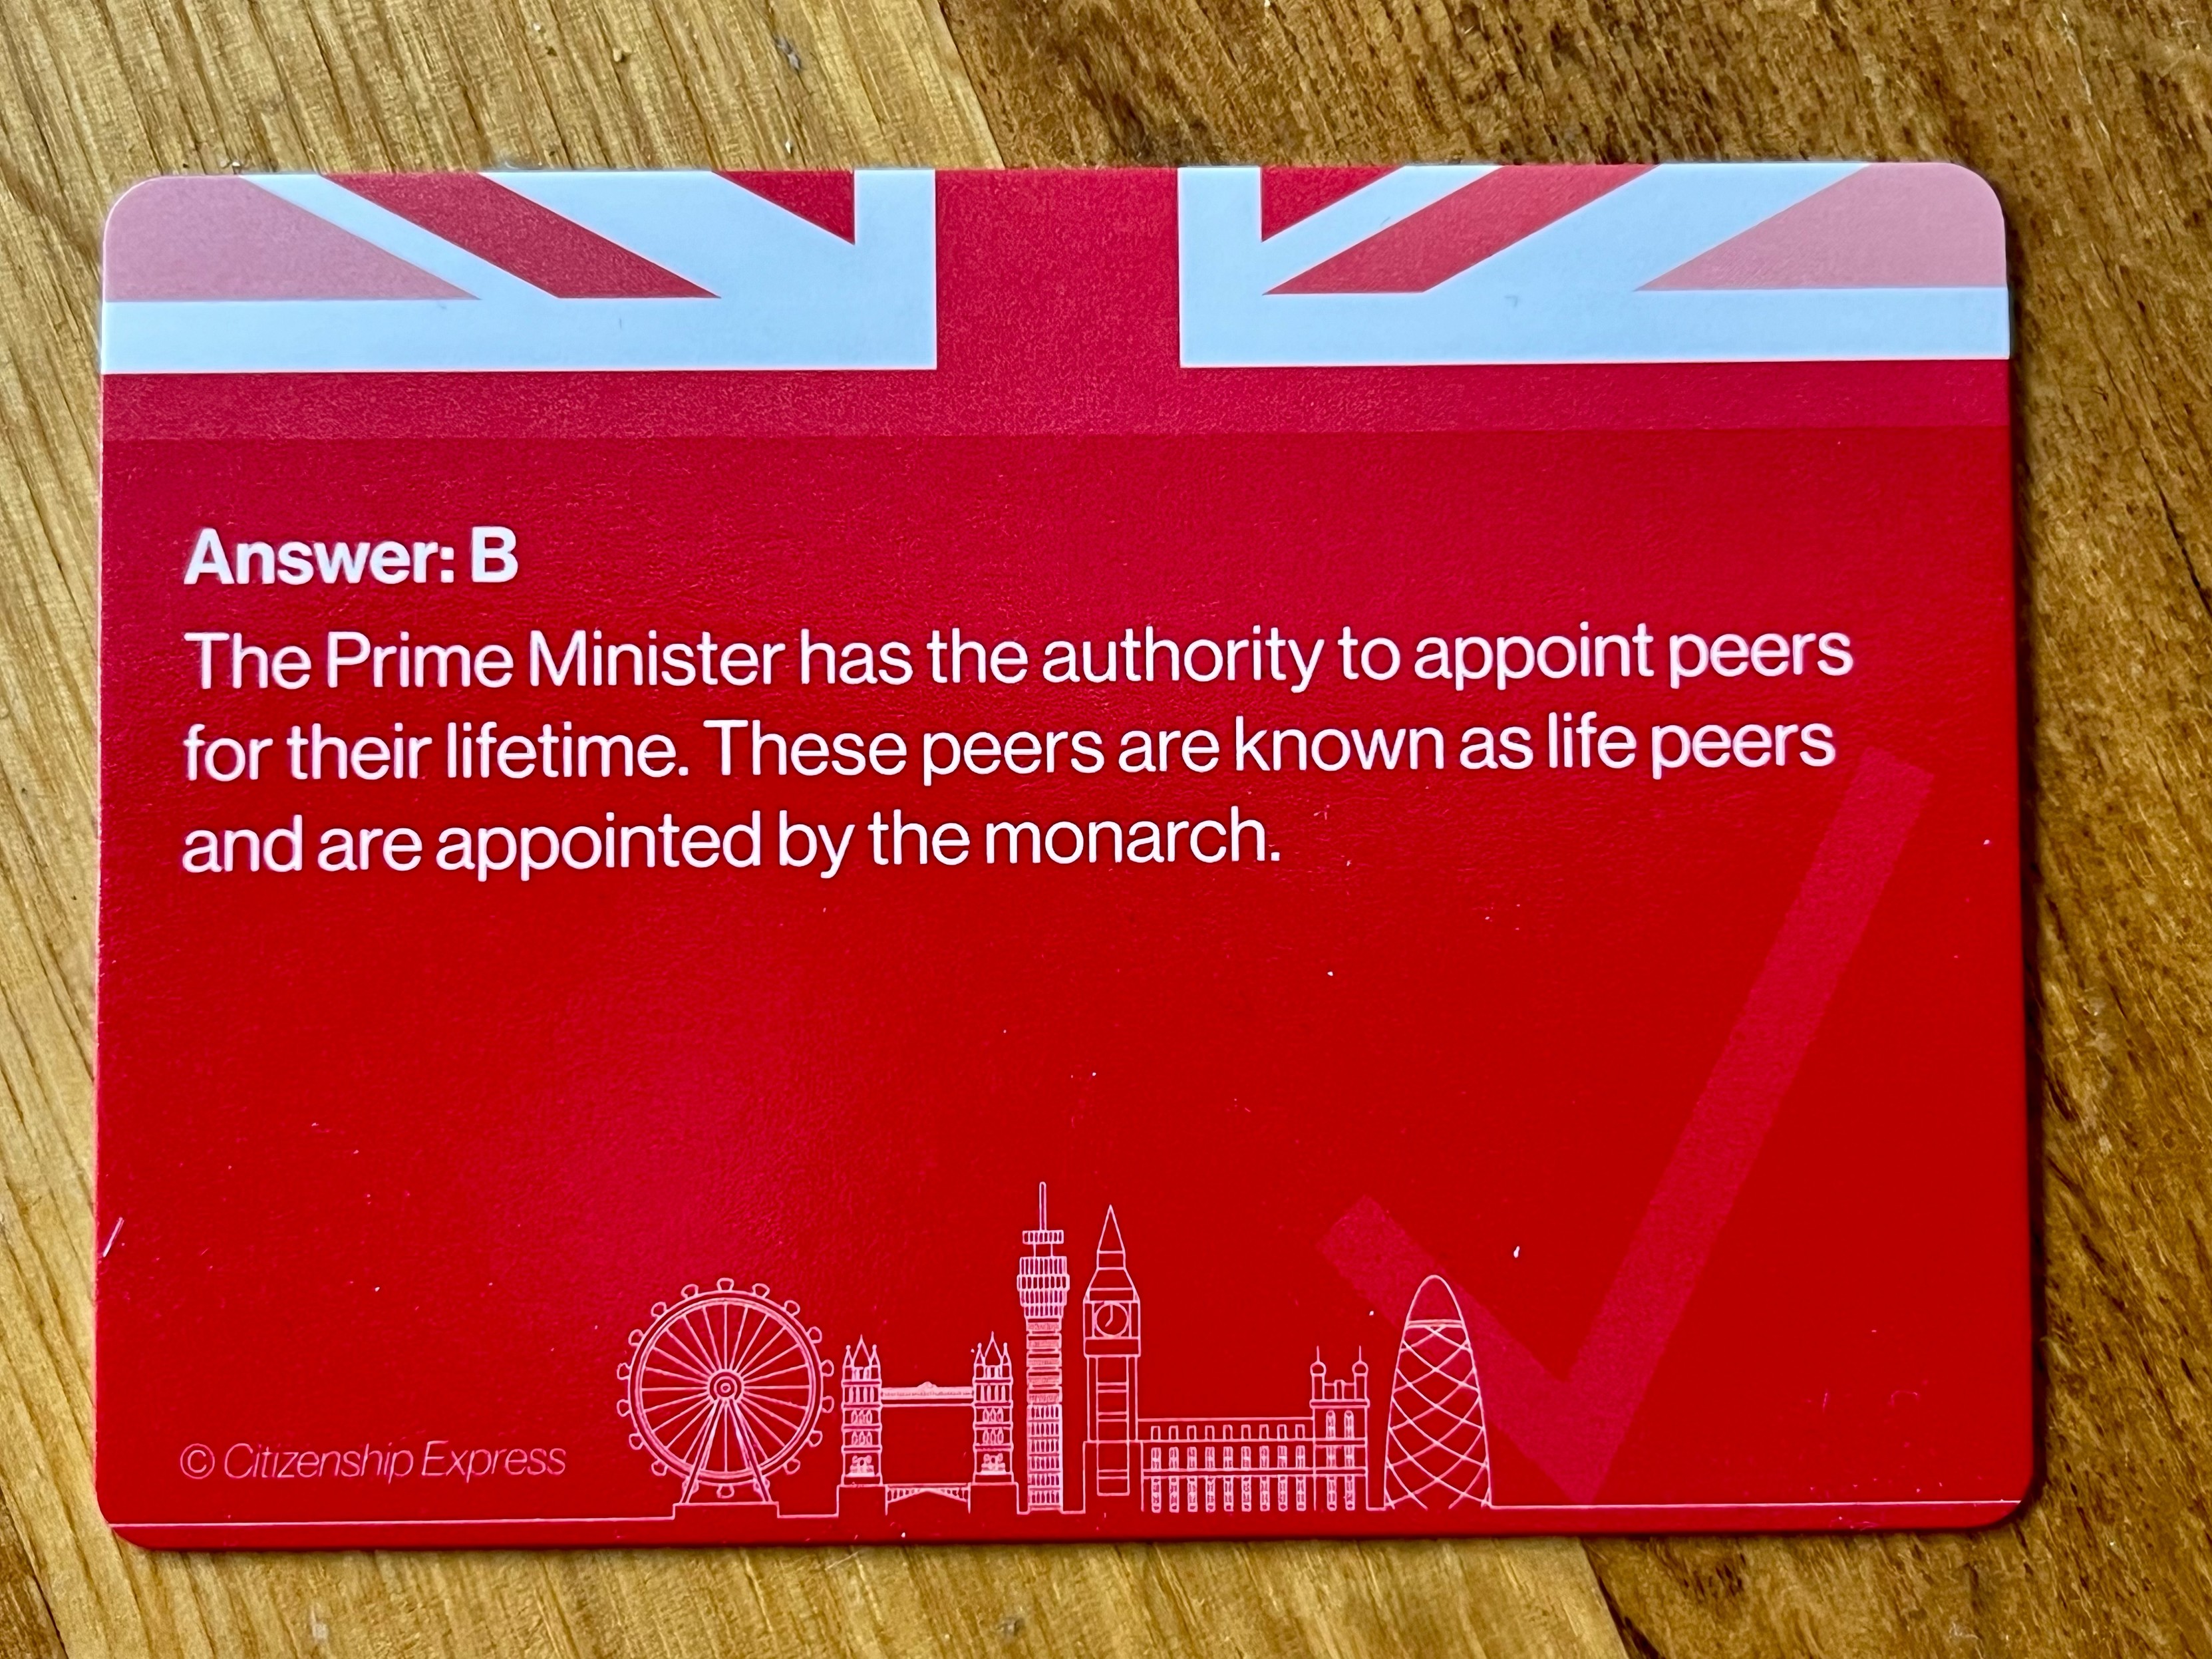 Answer: B
The Prime Minister has the authority to appoint peers
for their lifetime. These peers are known as life peers
and are appointed by the monarch.
© Citizenship Express